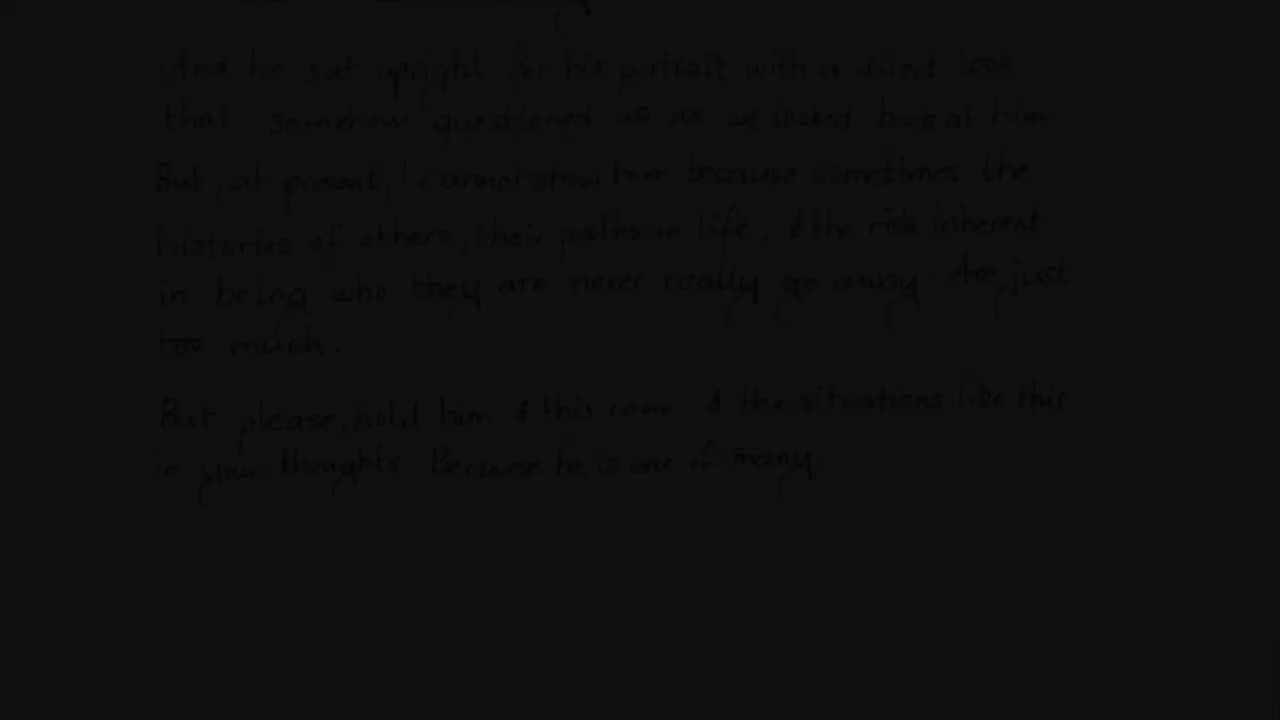 And he sat upright for his portrait with a direct look
that somehow questioned us as we looked back at him.
But, at present, I cannot show him because sometimes the
histories of others, their paths in life, & the risk inherent
in being who they are never really go away. Are just
too much.
But please, hold him & this room & the situations like this
in your thoughts. Because he is one of many.